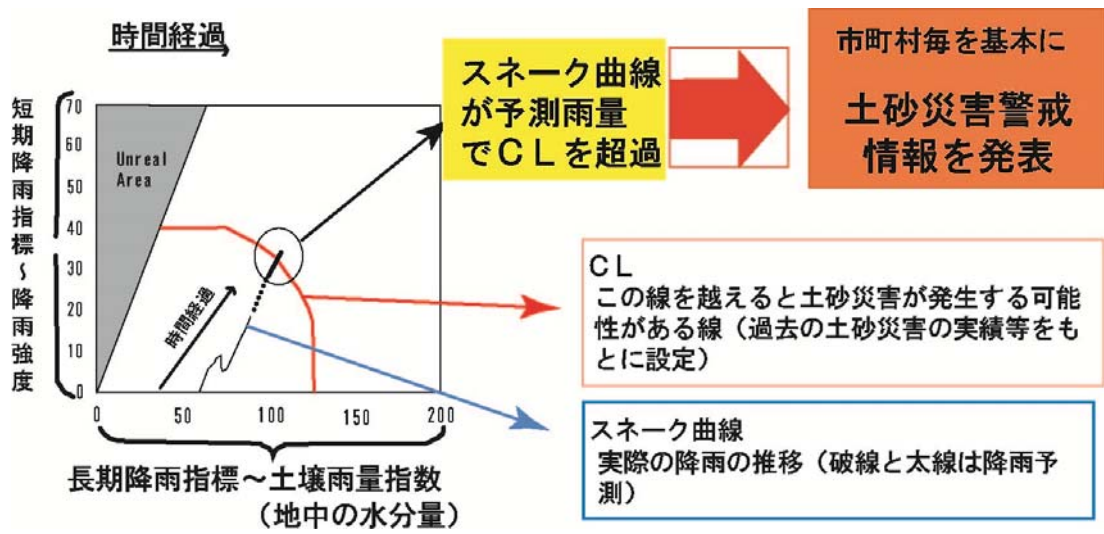 時間経過
短期降雨指標～降雨強度
70
60
50
40
30
20
10
0
Unreal
Area
時間経過
0
50
100
150
200
長期降雨指標～土壌雨量指数
（地中の水分量）
スネーク曲線
が予測雨量
でＣＬを超過
市町村毎を基本に
土砂災害警戒
情報を発表
ＣＬ
この線を越えると土砂災害が発生する可能
性がある線（過去の土砂災害の実績等をも
とに設定）
スネーク曲線
実際の降雨の推移（破線と太線は降雨予
測）